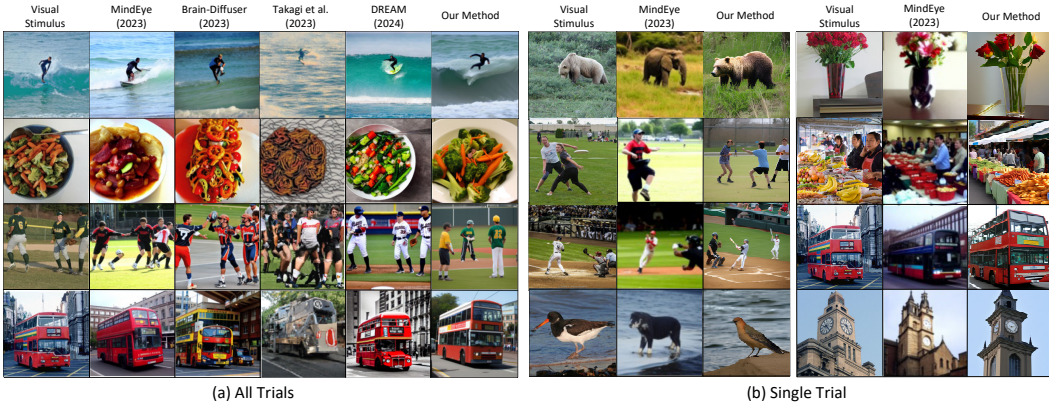 Visual
Stimulus
MindEye
(2023)
Brain-Diffuser
(2023)
Takagi et al.
(2023)
DREAM
(2024)
Our Method
Visual
Stimulus
MindEye
(2023)
Our Method
Visual
Stimulus
MindEye
(2023)
Our Method
(a) All Trials
(b) Single Trial